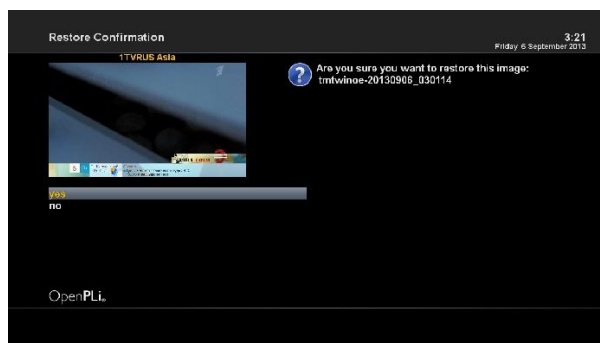 Restore Confirmation
3:21
Friday 6 September 2013
1TVRUS Asia
Are you sure you want to restore this image:
tmtwinoe-20130906_030114
yes
no
OpenPLi